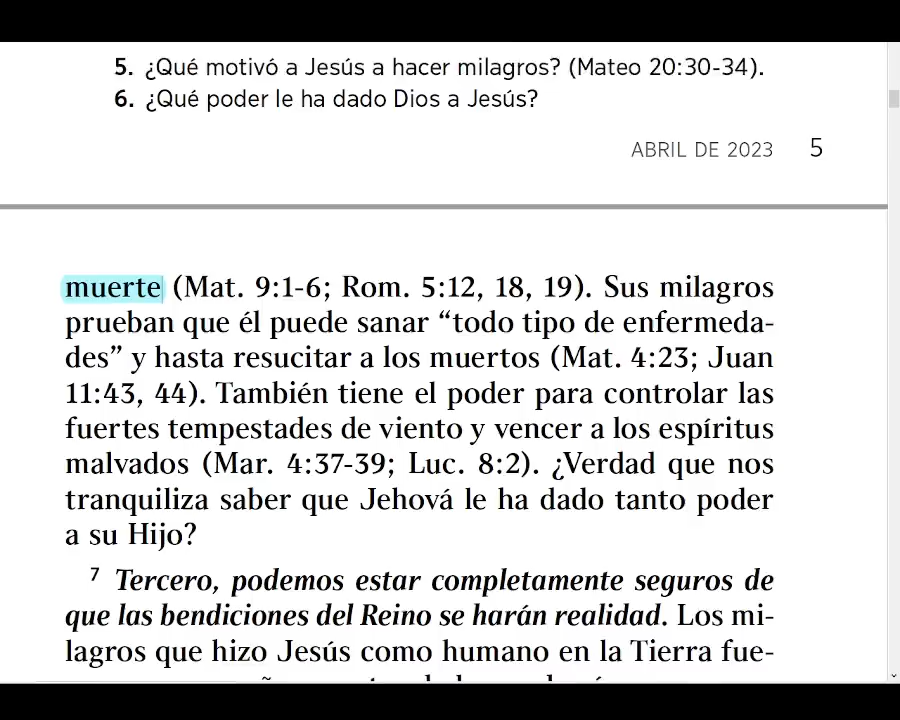 5. ¿Qué motivó a Jesús a hacer milagros? (Mateo 20:30-34).
6. ¿Qué poder le ha dado Dios a Jesús?
ABRIL DE 2023 5
muerte (Mat. 9:1-6; Rom. 5:12, 18, 19). Sus milagros
prueban que él puede sanar “todo tipo de enfermeda-
des” y hasta resucitar a los muertos (Mat. 4:23; Juan
11:43, 44). También tiene el poder para controlar las
fuertes tempestades de viento y vencer a los espíritus
malvados (Mar. 4:37-39; Luc. 8:2). ¿Verdad que nos
tranquiliza saber que Jehová le ha dado tanto poder
a su Hijo?
7 Tercero, podemos estar completamente seguros de
que las bendiciones del Reino se harán realidad. Los mi-
lagros que hizo Jesús como humano en la Tierra fue-